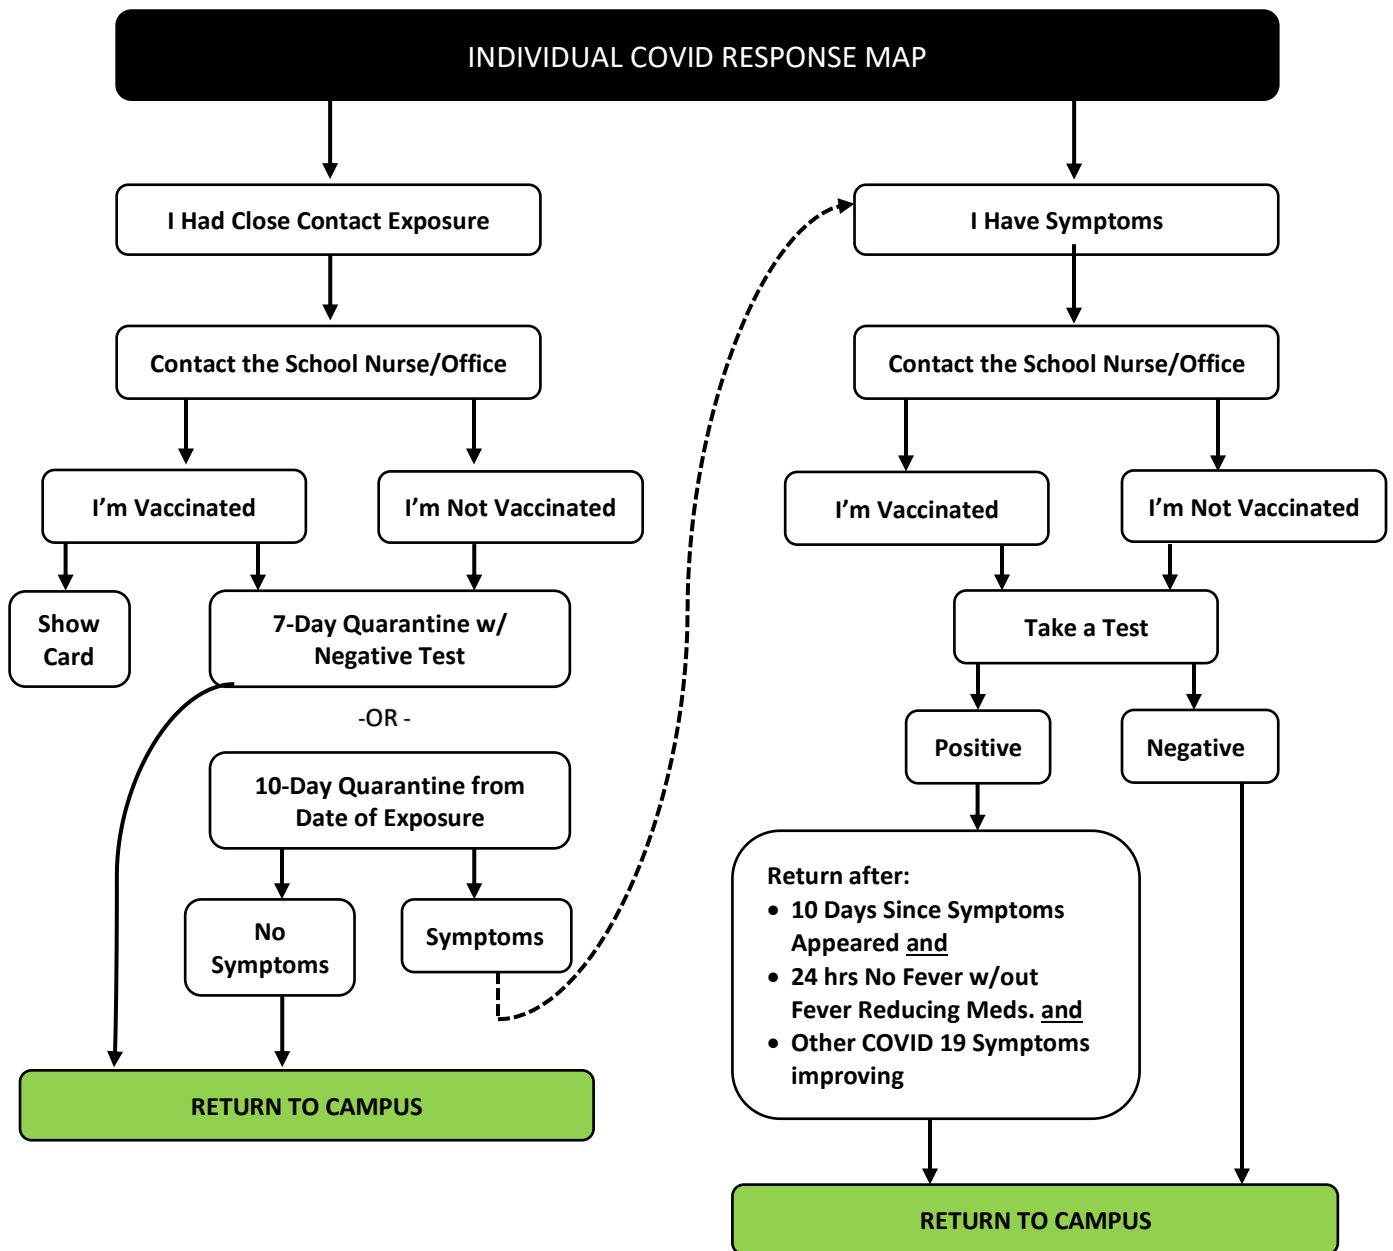 INDIVIDUAL COVID RESPONSE MAP
I Had Close Contact Exposure
Contact the School Nurse/Office
I'm Vaccinated
I'm Not Vaccinated
Show
Card
7-Day Quarantine w/
Negative Test
-OR -
10-Day Quarantine from
Date of Exposure
No
Symptoms
Symptoms
RETURN TO CAMPUS
I Have Symptoms
Contact the School Nurse/Office
I'm Vaccinated
I'm Not Vaccinated
Take a Test
Positive
Negative
Return after:
• 10 Days Since Symptoms
Appeared and
• 24 hrs No Fever w/out
Fever Reducing Meds. and
• Other COVID 19 Symptoms
improving
RETURN TO CAMPUS